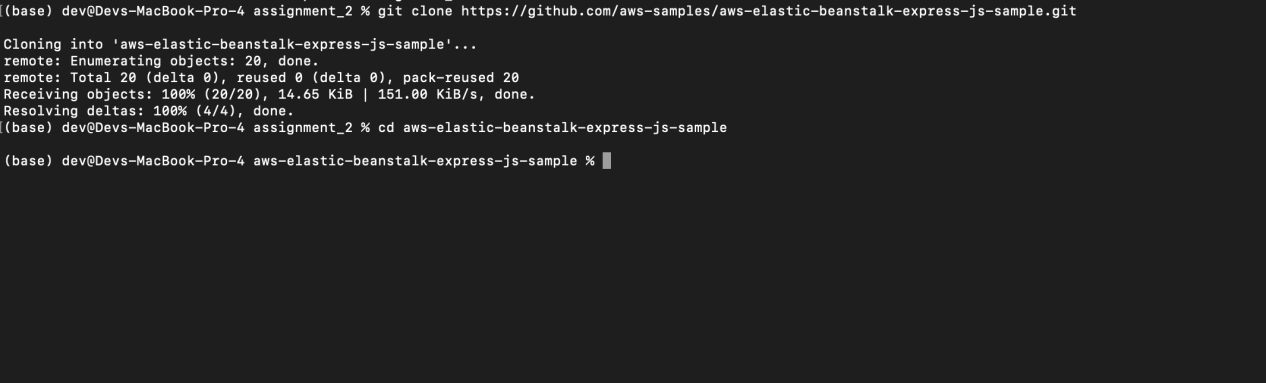 [(base) dev@Devs-MacBook-Pro-4 assignment_2 % git clone https://github.com/aws-samples/aws-elastic-beanstalk-express-js-sample.git
Cloning into 'aws-elastic-beanstalk-express-js-sample'...
remote: Enumerating objects: 20, done.
remote: Total 20 (delta 0), reused 0 (delta 0), pack-reused 20
Receiving objects: 100% (20/20), 14.65 KiB | 151.00 KiB/s, done.
Resolving deltas: 100% (4/4), done.
[(base) dev@Devs-MacBook-Pro-4 assignment_2 % cd aws-elastic-beanstalk-express-js-sample
(base) dev@Devs-MacBook-Pro-4 aws-elastic-beanstalk-express-js-sample %